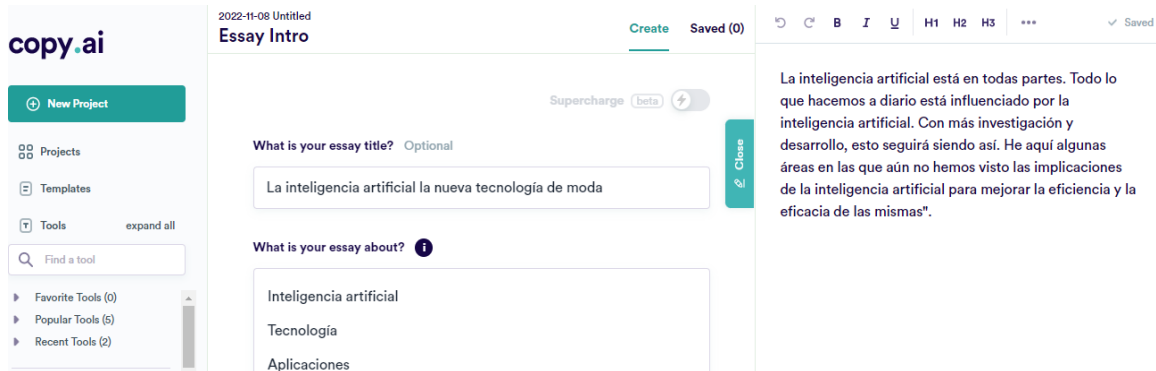 copy.ai
New Project
Projects
Templates
Tools expand all
Find a tool
Favorite Tools (0)
Popular Tools (5)
Recent Tools (2)
2022-11-08 Untitled
Essay Intro
Create Saved (0)
Supercharge beta
What is your essay title? Optional
La inteligencia artificial la nueva tecnología de moda
What is your essay about? i
Inteligencia artificial
Tecnología
Aplicaciones
Close
B I U H1 H2 H3 ••• Saved
La inteligencia artificial está en todas partes. Todo lo
que hacemos a diario está influenciado por la
inteligencia artificial. Con más investigación y
desarrollo, esto seguirá siendo así. He aquí algunas
áreas en las que aún no hemos visto las implicaciones
de la inteligencia artificial para mejorar la eficiencia y la
eficacia de las mismas".